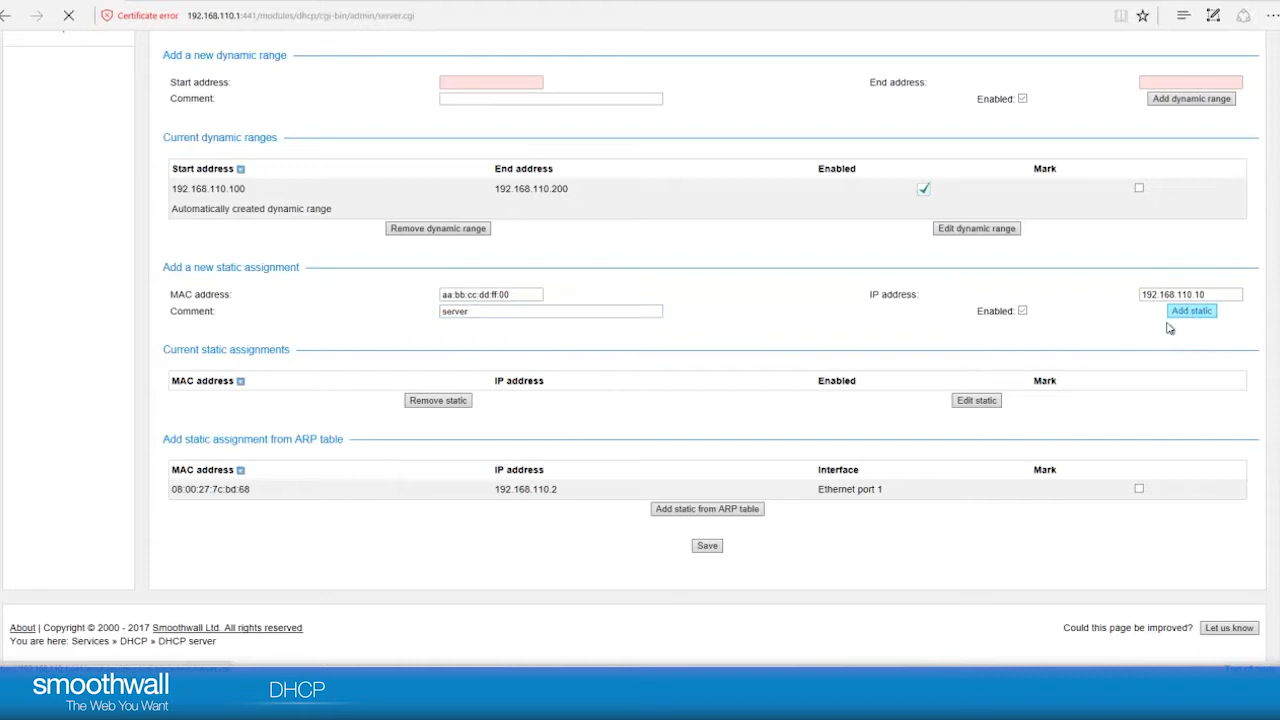 Certificate error 192.168.110.1:441/modules/dhcp/cgi-bin/admin/server.cgi
Add a new dynamic range
Start address: End address:
Comment: Enabled: Add dynamic range
Current dynamic ranges
Start address End address Enabled Mark
192.168.110.100 192.168.110.200
Automatically created dynamic range
Remove dynamic range Edit dynamic range
Add a new static assignment
MAC address: aa:bb:cc:dd:ff:00 IP address: 192.168.110.10
Comment: server Enabled: Add static
Current static assignments
MAC address IP address Enabled Mark
Remove static Edit static
Add static assignment from ARP table
MAC address IP address Interface Mark
08:00:27:7c:bd:68 192.168.110.2 Ethernet port 1
Add static from ARP table
Save
About | Copyright © 2000 - 2017 Smoothwall Ltd. All rights reserved Could this page be improved? Let us know
You are here: Services » DHCP » DHCP server
smoothwall DHCP
The Web You Want